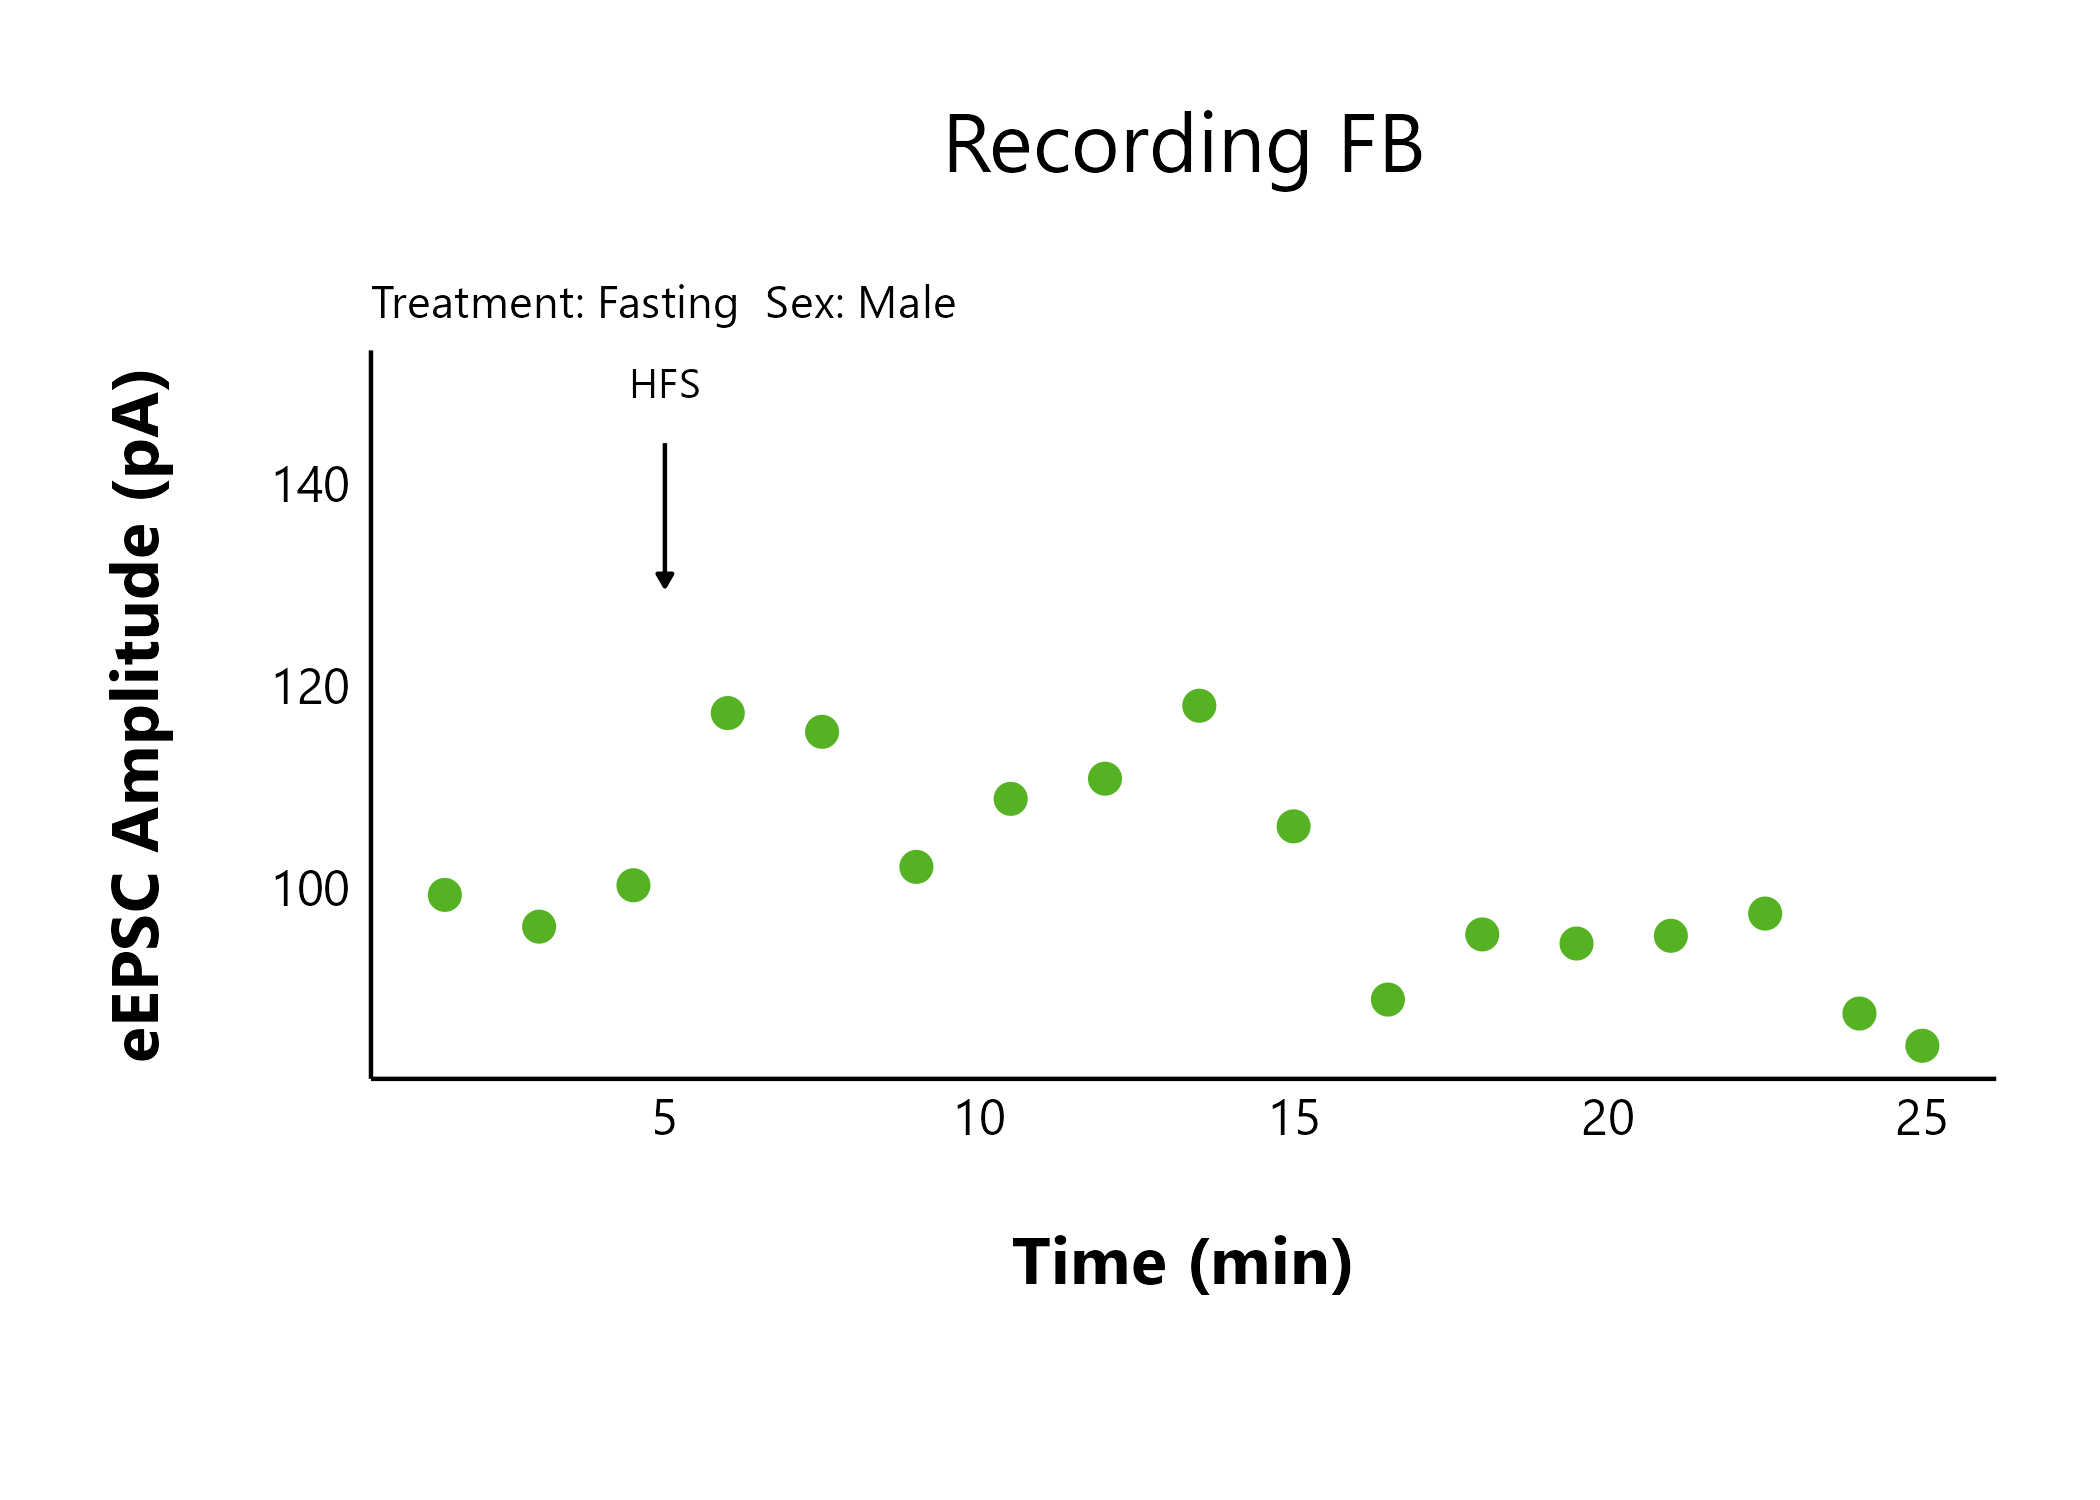 Recording FB
Treatment: Fasting  Sex: Male
HFS
eEPSC Amplitude (pA)
140
120
100
5 10 15 20 25
Time (min)